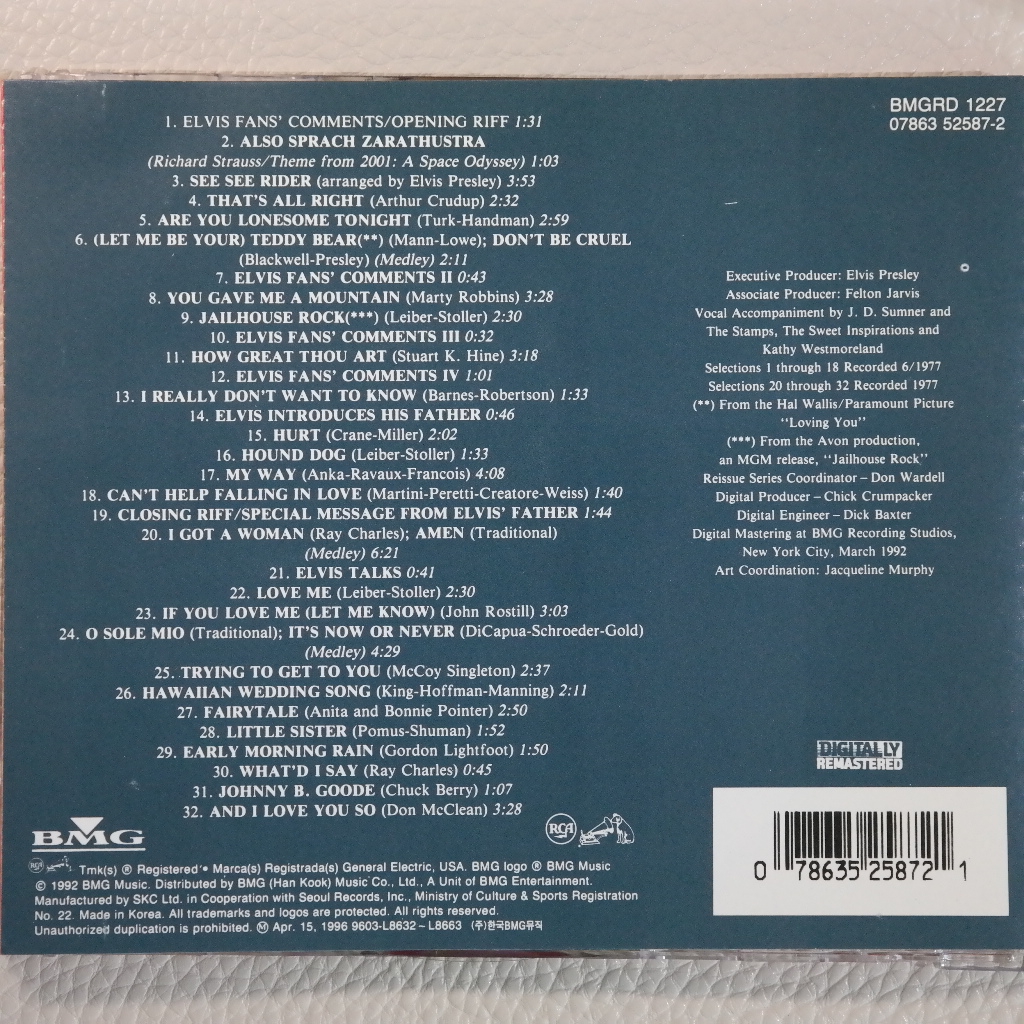 BMGRD 1227
07863 52587-2
1. ELVIS FANS' COMMENTS/OPENING RIFF 1:31
2. ALSO SPRACH ZARATHUSTRA
(Richard Strauss/Theme from 2001: A Space Odyssey) 1:03
3. SEE SEE RIDER (arranged by Elvis Presley) 3:53
4. THAT'S ALL RIGHT (Arthur Crudup) 2:32
5. ARE YOU LONESOME TONIGHT (Turk-Handman) 2:59
6. (LET ME BE YOUR) TEDDY BEAR(**) (Mann-Lowe); DON'T BE CRUEL
(Blackwell-Presley) (Medley) 2:11
7. ELVIS FANS' COMMENTS II 0:43
8. YOU GAVE ME A MOUNTAIN (Marty Robbins) 3:28
9. JAILHOUSE ROCK(***) (Leiber-Stoller) 2:30
10. ELVIS FANS' COMMENTS III 0:32
11. HOW GREAT THOU ART (Stuart K. Hine) 3:18
12. ELVIS FANS' COMMENTS IV 1:01
13. I REALLY DON'T WANT TO KNOW (Barnes-Robertson) 1:33
14. ELVIS INTRODUCES HIS FATHER 0:46
15. HURT (Crane-Miller) 2:02
16. HOUND DOG (Leiber-Stoller) 1:33
17. MY WAY (Anka-Ravaux-Francois) 4:08
18. CAN'T HELP FALLING IN LOVE (Martini-Peretti-Creatore-Weiss) 1:40
19. CLOSING RIFF/SPECIAL MESSAGE FROM ELVIS' FATHER 1:44
20. I GOT A WOMAN (Ray Charles); AMEN (Traditional)
(Medley) 6:21
21. ELVIS TALKS 0:41
22. LOVE ME (Leiber-Stoller) 2:30
23. IF YOU LOVE ME (LET ME KNOW) (John Rostill) 3:03
24. O SOLE MIO (Traditional); IT'S NOW OR NEVER (DiCapua-Schroeder-Gold)
(Medley) 4:29
25. TRYING TO GET TO YOU (McCoy Singleton) 2:37
26. HAWAIIAN WEDDING SONG (King-Hoffman-Manning) 2:11
27. FAIRYTALE (Anita and Bonnie Pointer) 2:50
28. LITTLE SISTER (Pomus-Shuman) 1:52
29. EARLY MORNING RAIN (Gordon Lightfoot) 1:50
30. WHAT'D I SAY (Ray Charles) 0:45
31. JOHNNY B. GOODE (Chuck Berry) 1:07
32. AND I LOVE YOU SO (Don McClean) 3:28
Executive Producer: Elvis Presley
Associate Producer: Felton Jarvis
Vocal Accompaniment by J. D. Sumner and
The Stamps, The Sweet Inspirations and
Kathy Westmoreland
Selections 1 through 18 Recorded 6/1977
Selections 20 through 32 Recorded 1977
(**) From the Hal Wallis/Paramount Picture
"Loving You"
(***) From the Avon production,
an MGM release, "Jailhouse Rock"
Reissue Series Coordinator – Don Wardell
Digital Producer – Chick Crumpacker
Digital Engineer – Dick Baxter
Digital Mastering at BMG Recording Studios,
New York City, March 1992
Art Coordination: Jacqueline Murphy
DIGITALLY
REMASTERED
BMG
RCA
0 78635 25872 1
Tmk(s) ® Registered • Marca(s) Registrada(s) General Electric, USA. BMG logo ® BMG Music
© 1992 BMG Music. Distributed by BMG (Han Kook) Music Co., Ltd., A Unit of BMG Entertainment.
Manufactured by SKC Ltd. in Cooperation with Seoul Records, Inc., Ministry of Culture & Sports Registration
No. 22. Made in Korea. All trademarks and logos are protected. All rights reserved.
Unauthorized duplication is prohibited. Ⓜ Apr. 15, 1996 9603-L8632~L8663 (주)한국BMG뮤직